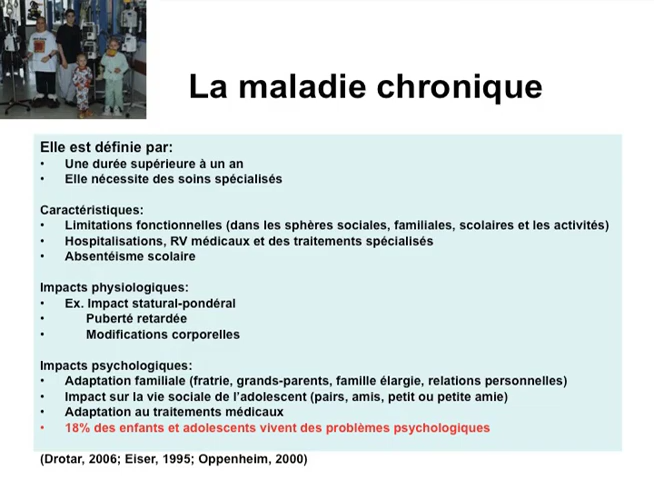 La maladie chronique
Elle est définie par:
• Une durée supérieure à un an
• Elle nécessite des soins spécialisés
Caractéristiques:
• Limitations fonctionnelles (dans les sphères sociales, familiales, scolaires et les activités)
• Hospitalisations, RV médicaux et des traitements spécialisés
• Absentéisme scolaire
Impacts physiologiques:
• Ex. Impact statural-pondéral
• Puberté retardée
• Modifications corporelles
Impacts psychologiques:
• Adaptation familiale (fratrie, grands-parents, famille élargie, relations personnelles)
• Impact sur la vie sociale de l'adolescent (pairs, amis, petit ou petite amie)
• Adaptation au traitements médicaux
• 18% des enfants et adolescents vivent des problèmes psychologiques
(Drotar, 2006; Eiser, 1995; Oppenheim, 2000)